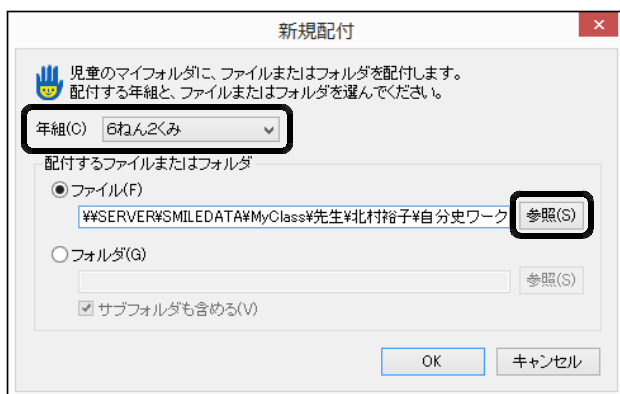 新規配付
×
児童のマイフォルダに、ファイルまたはフォルダを配付します。
配付する年組と、ファイルまたはフォルダを選んでください。
年組(C) 6ねん2くみ
配付するファイルまたはフォルダ
ファイル(F)
¥¥SERVER¥SMILEDATA¥MyClass¥先生¥北村裕子¥自分史ワーク 参照(S)
フォルダ(G)
参照(S)
サブフォルダも含める(V)
OK キャンセル